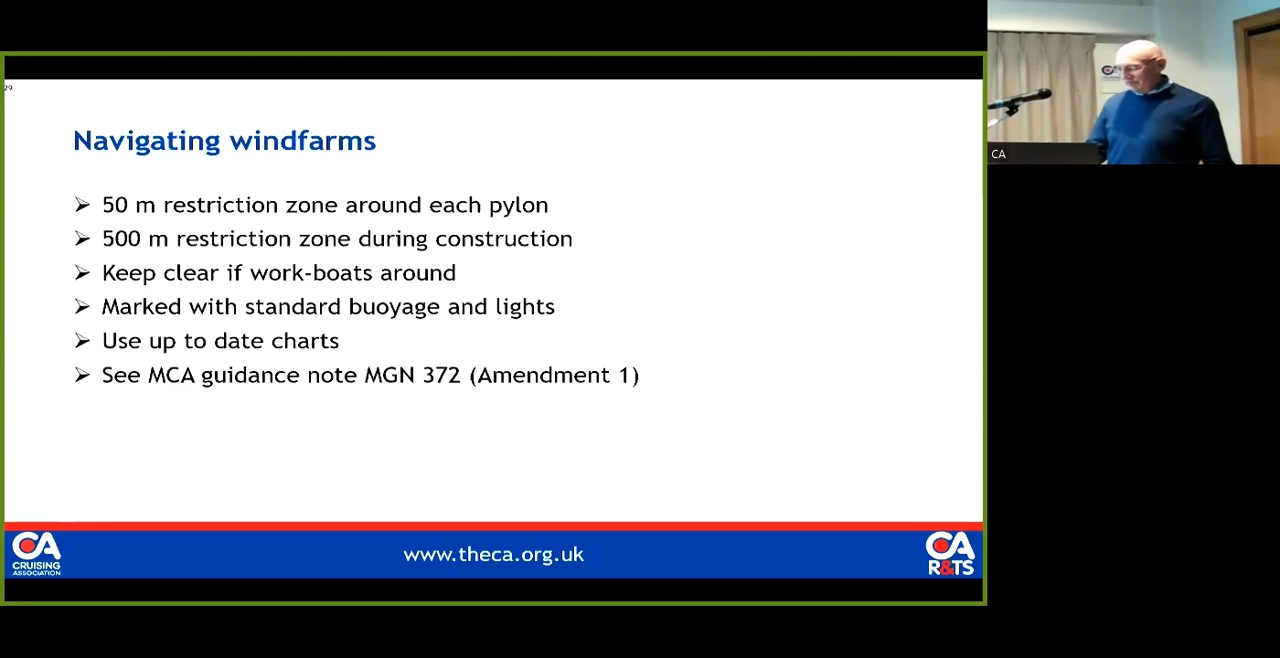 29
Navigating windfarms
➢ 50 m restriction zone around each pylon
➢ 500 m restriction zone during construction
➢ Keep clear if work-boats around
➢ Marked with standard buoyage and lights
➢ Use up to date charts
➢ See MCA guidance note MGN 372 (Amendment 1)
CA
CRUISING
ASSOCIATION
www.theca.org.uk
CA
R&TS
CA